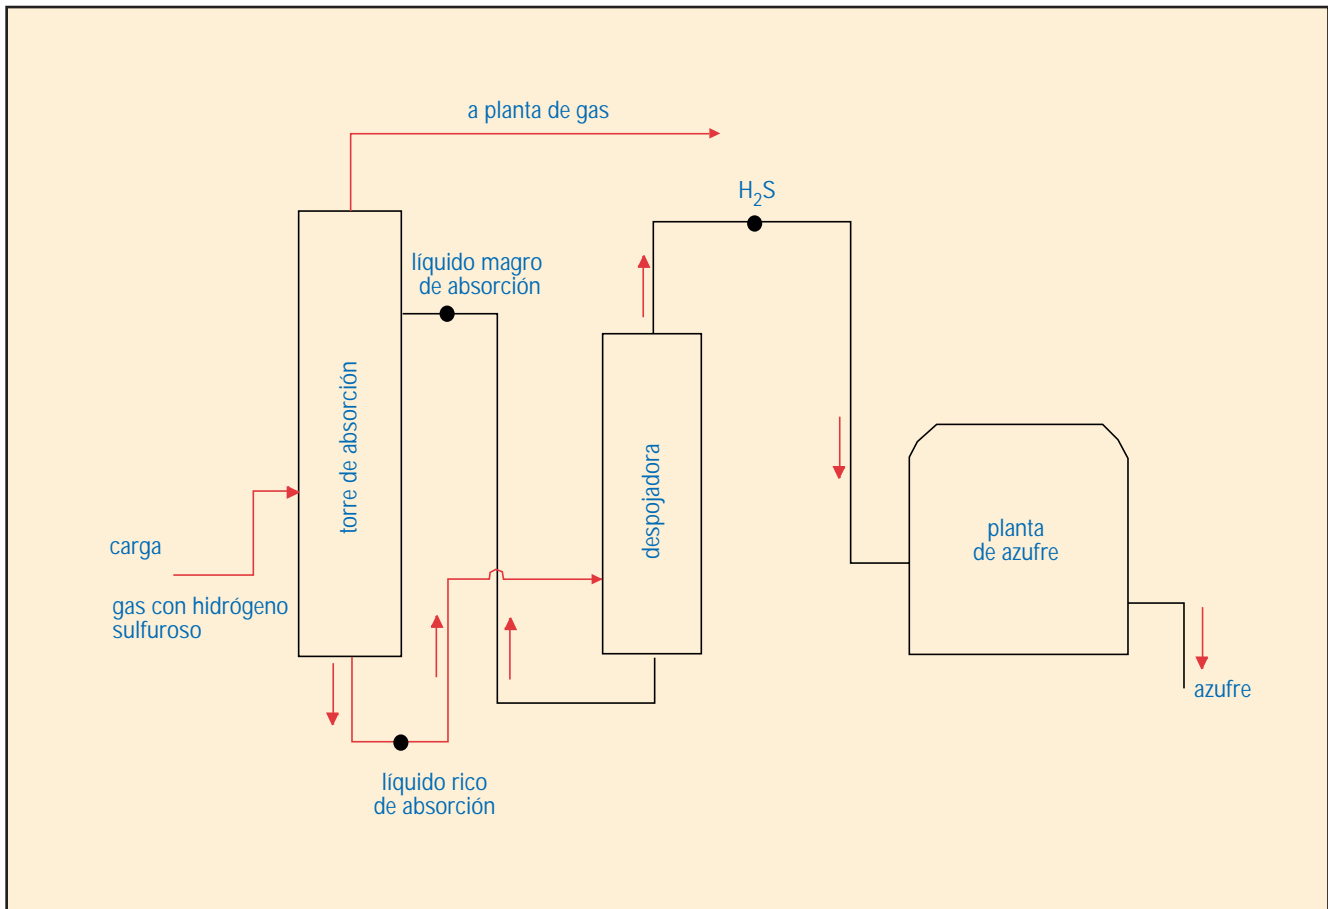 a planta de gas
H₂S
líquido magro
de absorción
torre de absorción
despojadora
carga
gas con hidrógeno
sulfuroso
planta
de azufre
azufre
líquido rico
de absorción